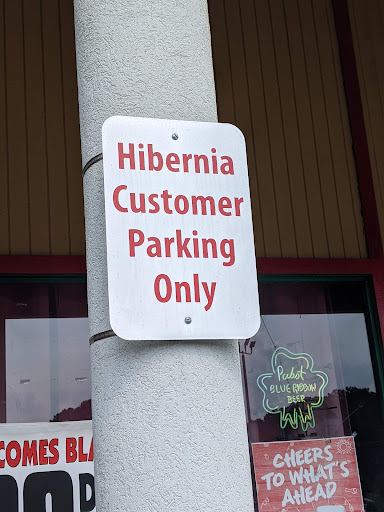 Hibernia
Customer
Parking
Only
Pabst
BLUE RIBBON
BEER
COMES BLA
D
CHEERS
TO WHAT'S
AHEAD